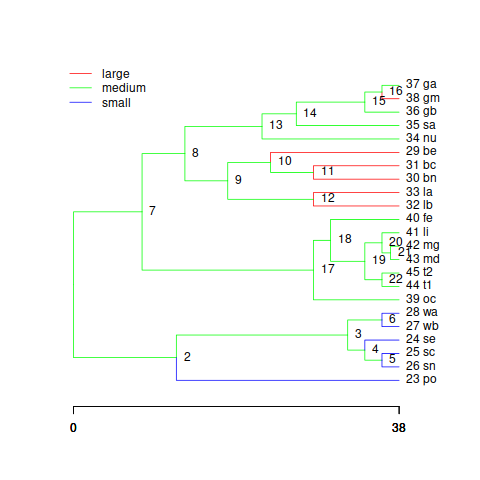 large
medium
small
37 ga
16
38 gm
15
36 gb
14
35 sa
13
34 nu
8
29 be
10
31 bc
11
30 bn
9
33 la
12
32 lb
7
40 fe
41 li
18
20
42 mg
21
19
43 md
17
45 t2
22
44 t1
39 oc
28 wa
6
27 wb
3
24 se
4
25 sc
2
5
26 sn
23 po
0
38